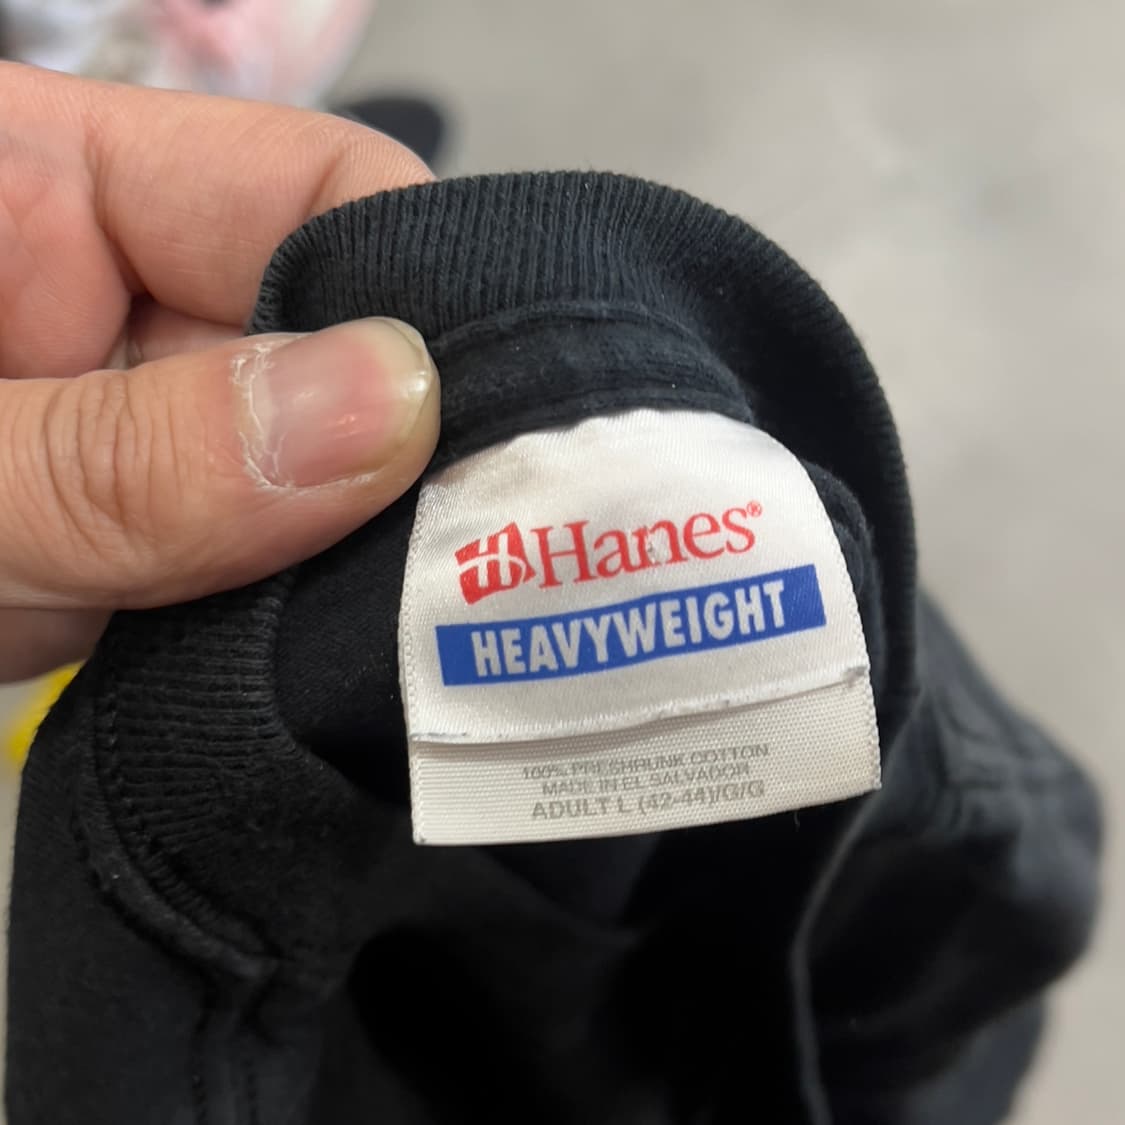 Hanes®
HEAVYWEIGHT
100% PRESHRUNK COTTON
MADE IN EL SALVADOR
ADULT L (42-44)/G/G